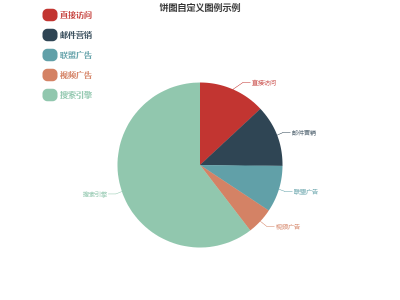 饼图自定义图例示例
直接访问
邮件营销
联盟广告
视频广告
搜索引擎
直接访问
邮件营销
联盟广告
视频广告
搜索引擎